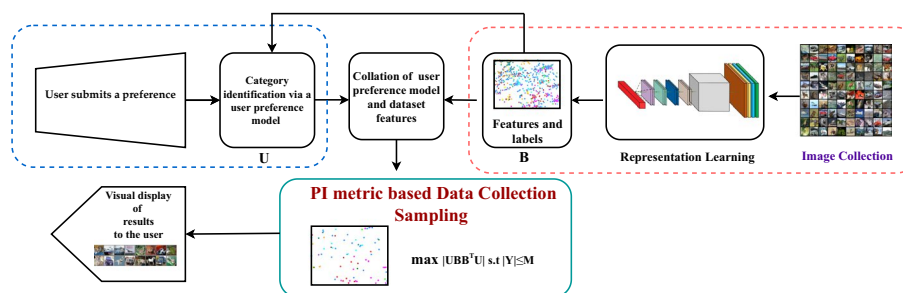 User submits a preference
Category
identification via a
user preference
model
U
Collation of user
preference model
and dataset
features
Features and
labels
B
Representation Learning
Image Collection
Visual display
of
results
to the user
PI metric based Data Collection
Sampling
max |UBBᵀU| s.t |Y|≤M